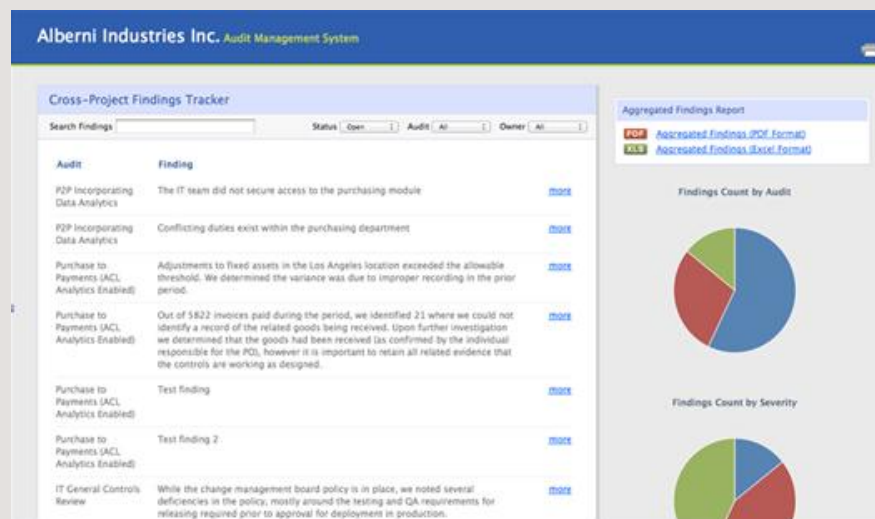 Alberni Industries Inc. Audit Management System
Cross-Project Findings Tracker
Search Findings
Status Open Audit All Owner All
Audit Finding
P2P Incorporating Data Analytics
The IT team did not secure access to the purchasing module
more
P2P Incorporating Data Analytics
Conflicting duties exist within the purchasing department
more
Purchase to Payments (ACL Analytics Enabled)
Adjustments to fixed assets in the Los Angeles location exceeded the allowable
threshold. We determined the variance was due to improper recording in the prior
period.
more
Purchase to Payments (ACL Analytics Enabled)
Out of 5822 invoices paid during the period, we identified 21 where we could not
identify a record of the related goods being received. Upon further investigation
we determined that the goods had been received (as confirmed by the individual
responsible for the PO), however it is important to retain all related evidence that
the controls are working as designed.
more
Purchase to Payments (ACL Analytics Enabled)
Test finding
more
Purchase to Payments (ACL Analytics Enabled)
Test finding 2
more
IT General Controls Review
While the change management board policy is in place, we noted several
deficiencies in the policy, mostly around the testing and QA requirements for
releasing required prior to approval for deployment in production.
more
Aggregated Findings Report
PDF Aggregated Findings (PDF Format)
XLS Aggregated Findings (Excel Format)
Findings Count by Audit
Findings Count by Severity